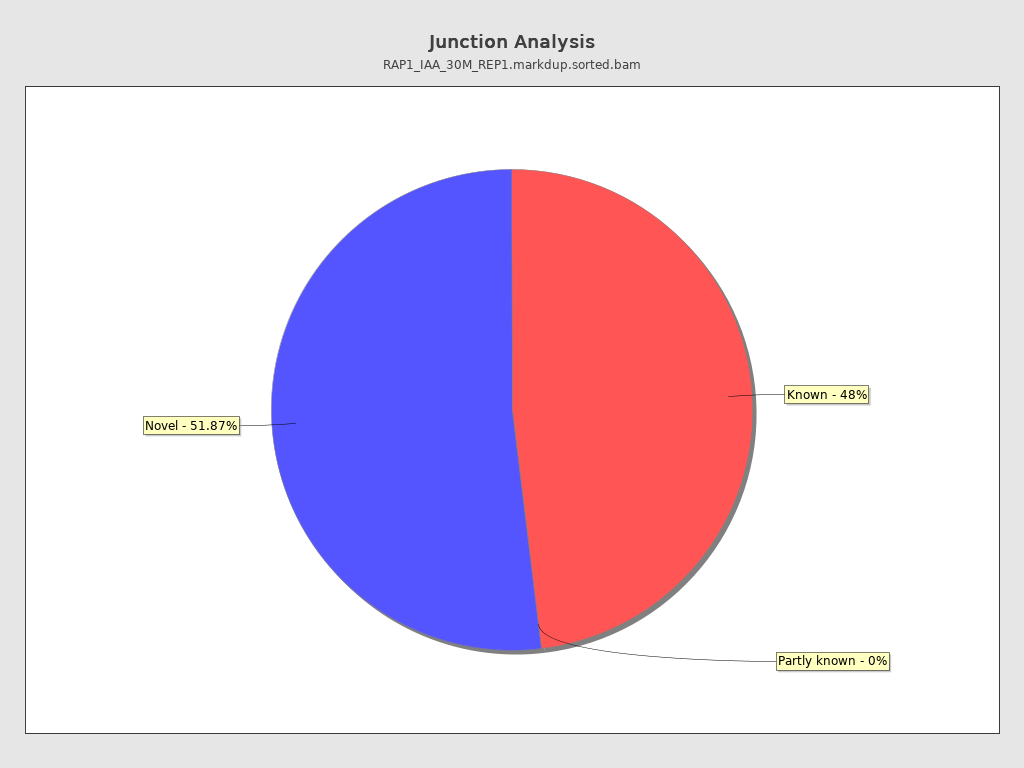 Junction Analysis
RAP1_IAA_30M_REP1.markdup.sorted.bam
Known - 48%
Novel - 51.87%
Partly known - 0%